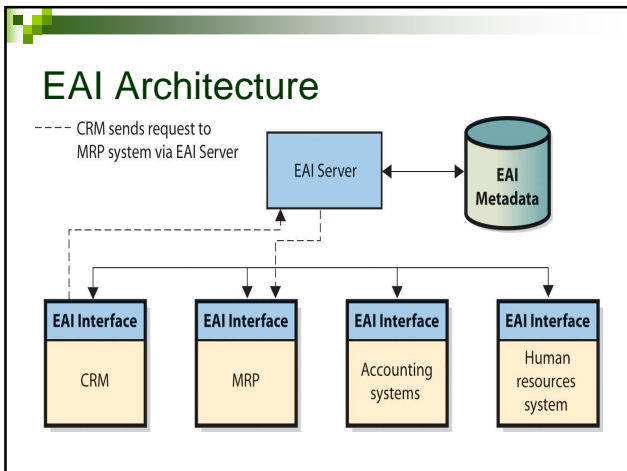 EAI Architecture
CRM sends request to
MRP system via EAI Server
EAI Server
EAI
Metadata
EAI Interface
CRM
EAI Interface
MRP
EAI Interface
Accounting
systems
EAI Interface
Human
resources
system